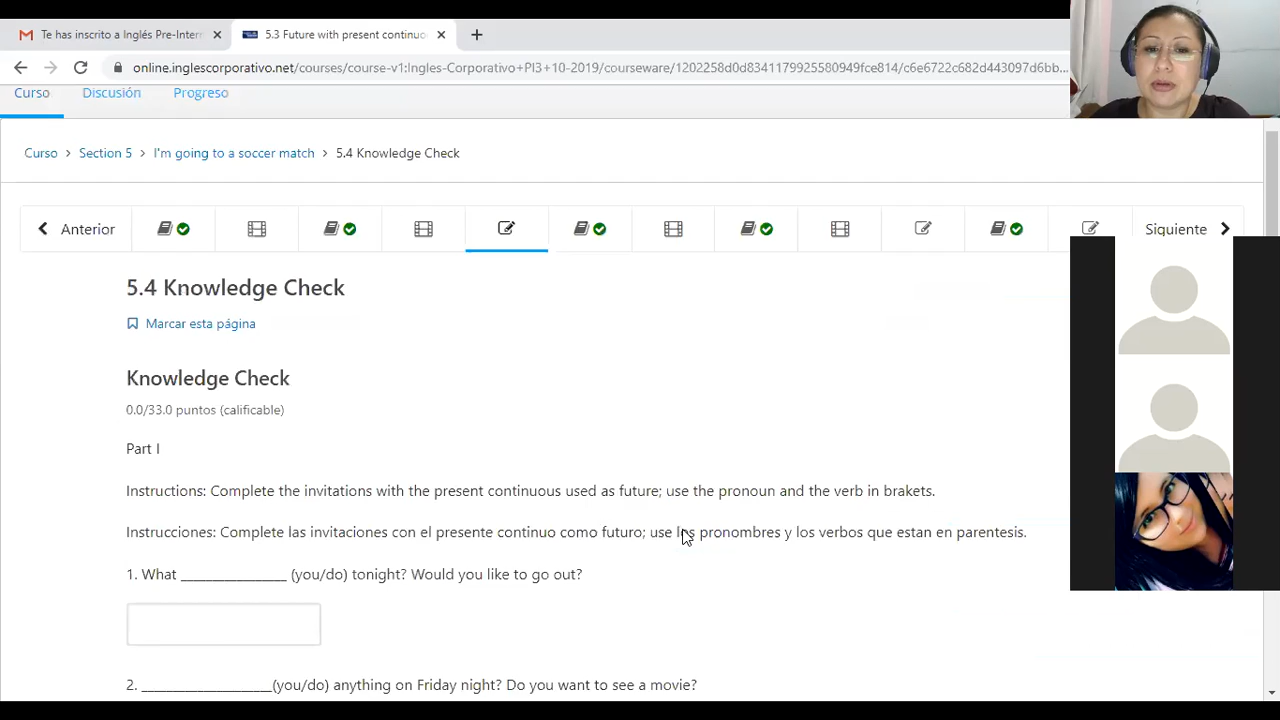 Te has inscrito a Inglés Pre-Inter
5.3 Future with present continuo
online.inglescorporativo.net/courses/course-v1:Ingles-Corporativo+PI3+10-2019/courseware/1202258d0d8341179925580949fce814/c6e6722c682d443097d6bb...
Curso Discusión Progreso
Curso > Section 5 > I'm going to a soccer match > 5.4 Knowledge Check
Anterior Siguiente
5.4 Knowledge Check
Marcar esta página
Knowledge Check
0.0/33.0 puntos (calificable)
Part I
Instructions: Complete the invitations with the present continuous used as future; use the pronoun and the verb in brakets.
Instrucciones: Complete las invitaciones con el presente continuo como futuro; use los pronombres y los verbos que estan en parentesis.
1. What ________________ (you/do) tonight? Would you like to go out?
2. ____________________(you/do) anything on Friday night? Do you want to see a movie?